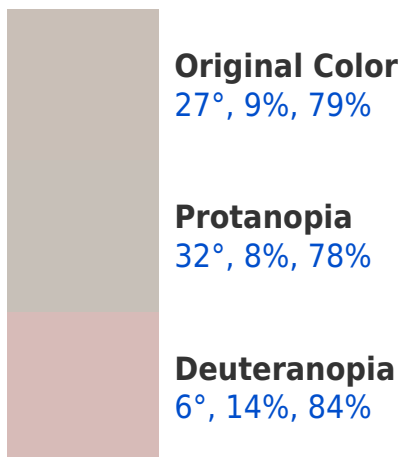 Original Color
27°, 9%, 79%
Protanopia
32°, 8%, 78%
Deuteranopia
6°, 14%, 84%